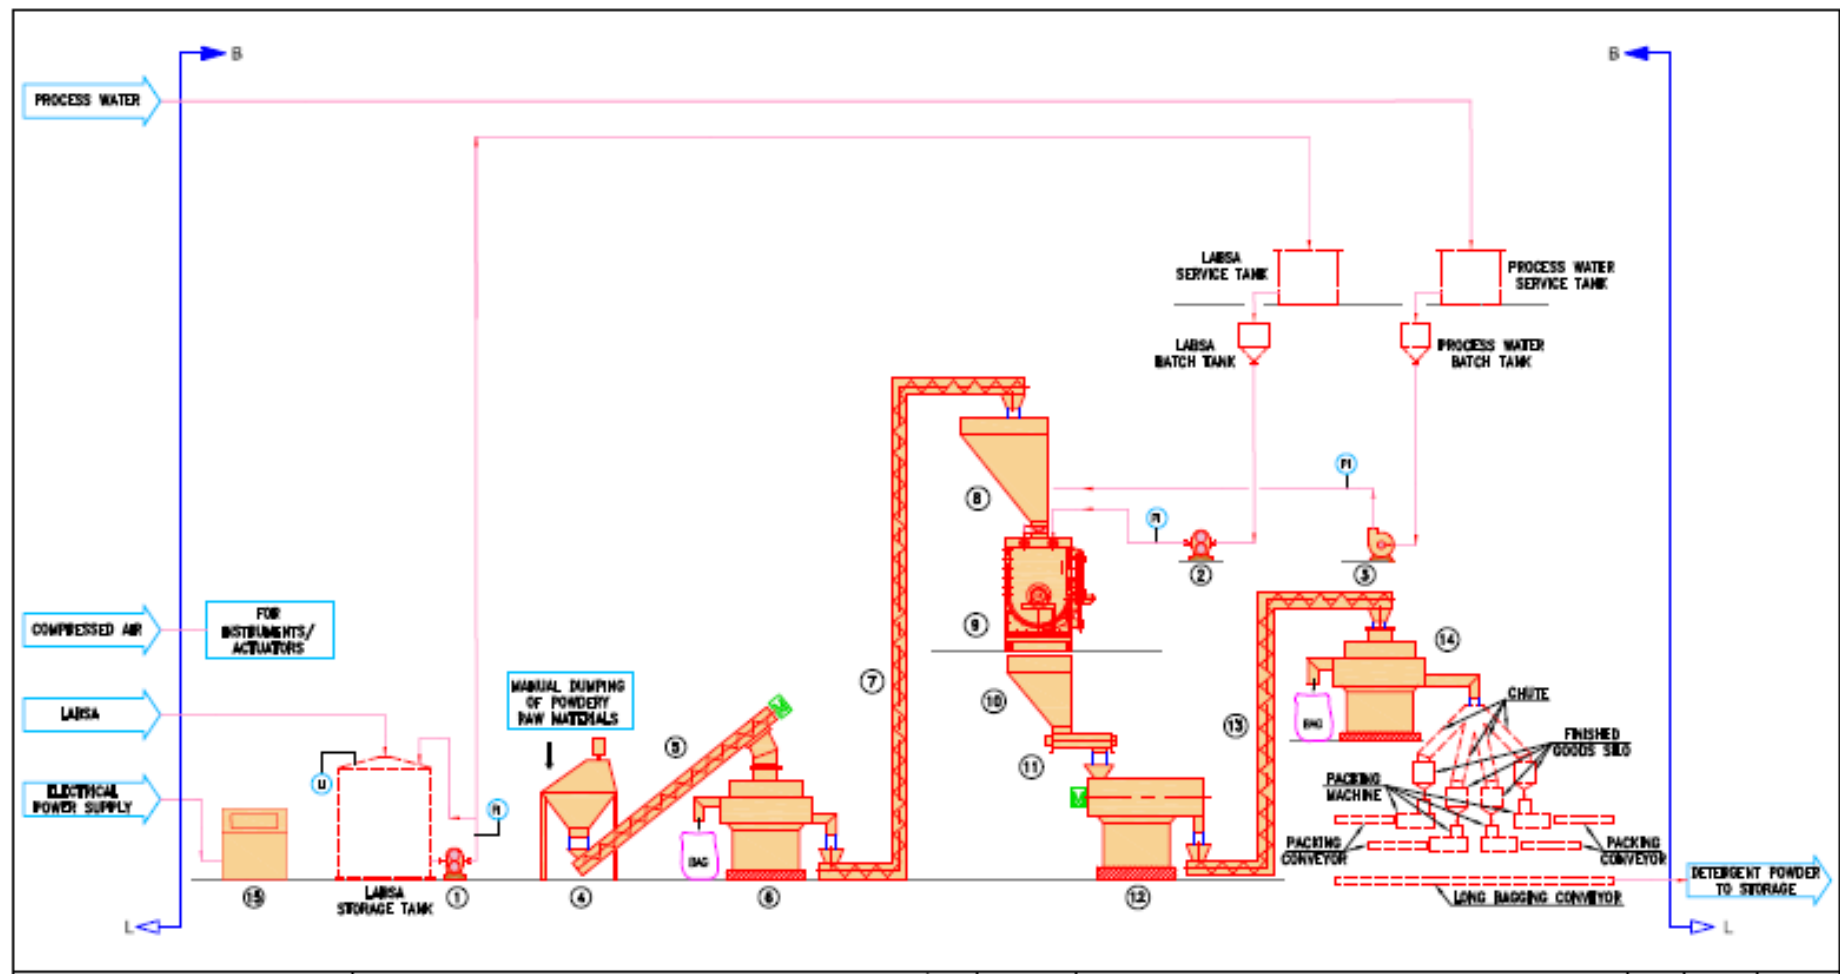 B
B
PROCESS WATER
LABSA
SERVICE TANK
PROCESS WATER
SERVICE TANK
LABSA
BATCH TANK
PROCESS WATER
BATCH TANK
PI
8
PI
2
3
9
COMPRESSED AIR
FOR
INSTRUMENTS/
ACTUATORS
14
7
MANUAL DUMPING
OF POWDERY
RAW MATERIALS
10
CHUTE
LABSA
BAG
13
5
FINISHED
GOODS SILO
11
M
LI
PACKING
MACHINE
ELECTRICAL
POWER SUPPLY
PI
M
PACKING
CONVEYOR
PACKING
CONVEYOR
BAG
DETERGENT POWDER
TO STORAGE
15
LABSA
STORAGE TANK
1
4
6
12
LONG BAGGING CONVEYOR
L
L